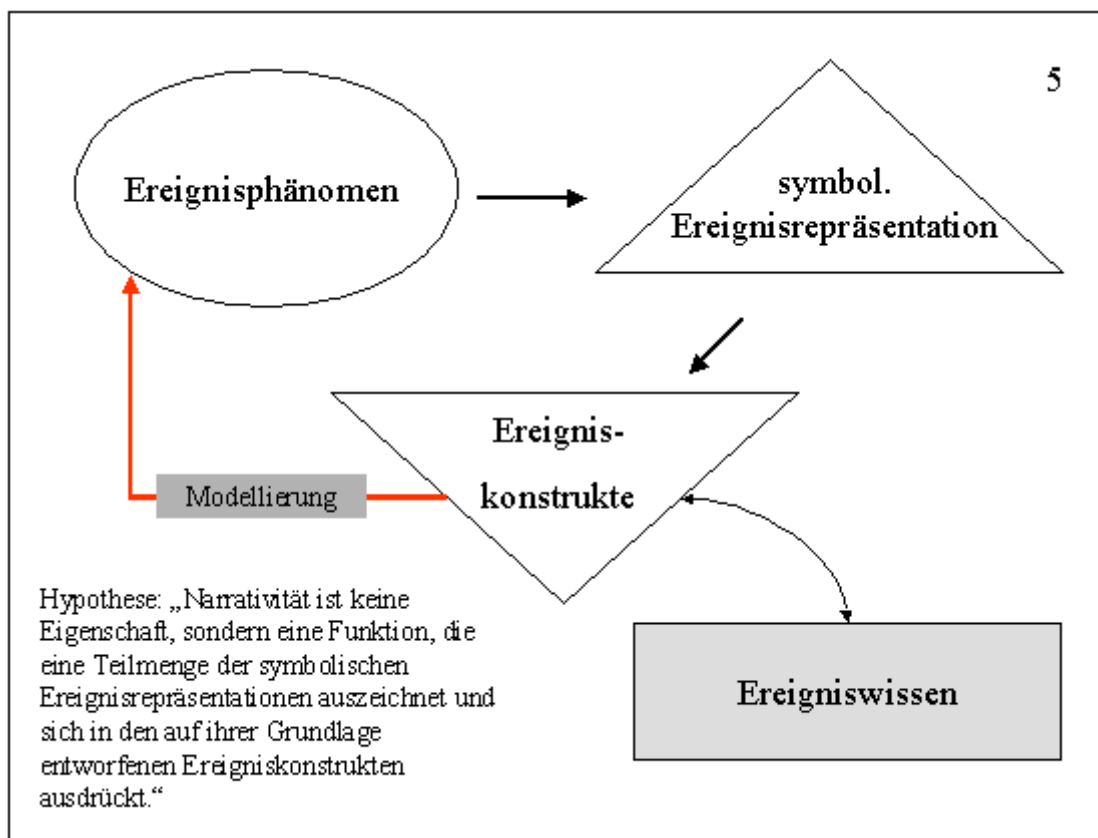 5
Ereignisphänomen
symbol.
Ereignisrepräsentation
Ereignis-
konstrukte
Modellierung
Hypothese: „Narrativität ist keine
Eigenschaft, sondern eine Funktion, die
eine Teilmenge der symbolischen
Ereignisrepräsentationen auszeichnet und
sich in den auf ihrer Grundlage
entworfenen Ereigniskonstrukten
ausdrückt.“
Ereigniswissen